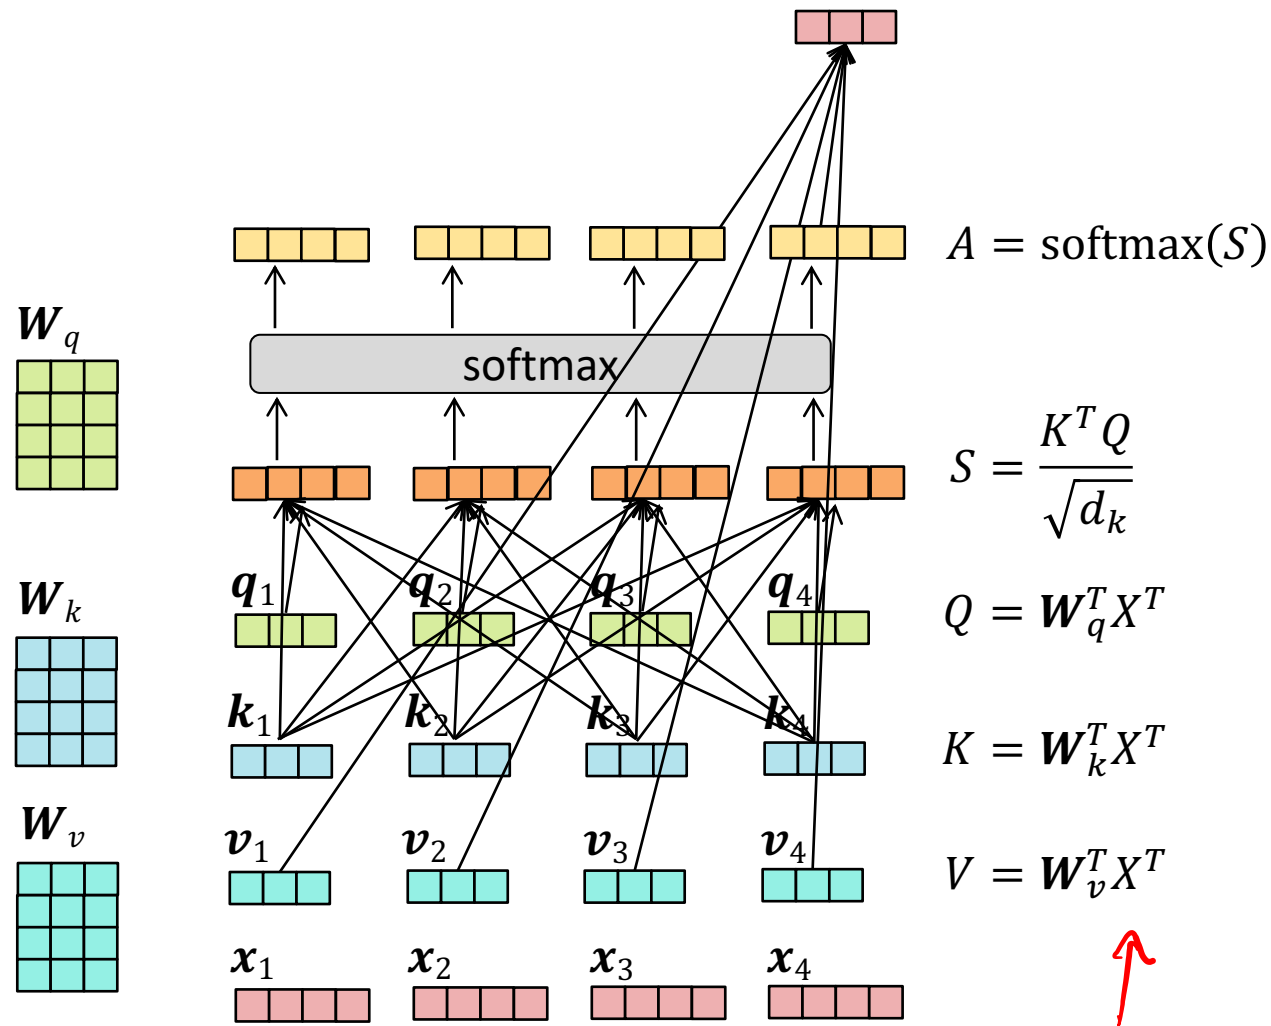 A = softmax(S)
W_q
softmax
S = K^T Q / √d_k
W_k
q_1 q_2 q_3 q_4
Q = W_q^T X^T
k_1 k_2 k_3 k_4
K = W_k^T X^T
W_v
v_1 v_2 v_3 v_4
V = W_v^T X^T
x_1 x_2 x_3 x_4